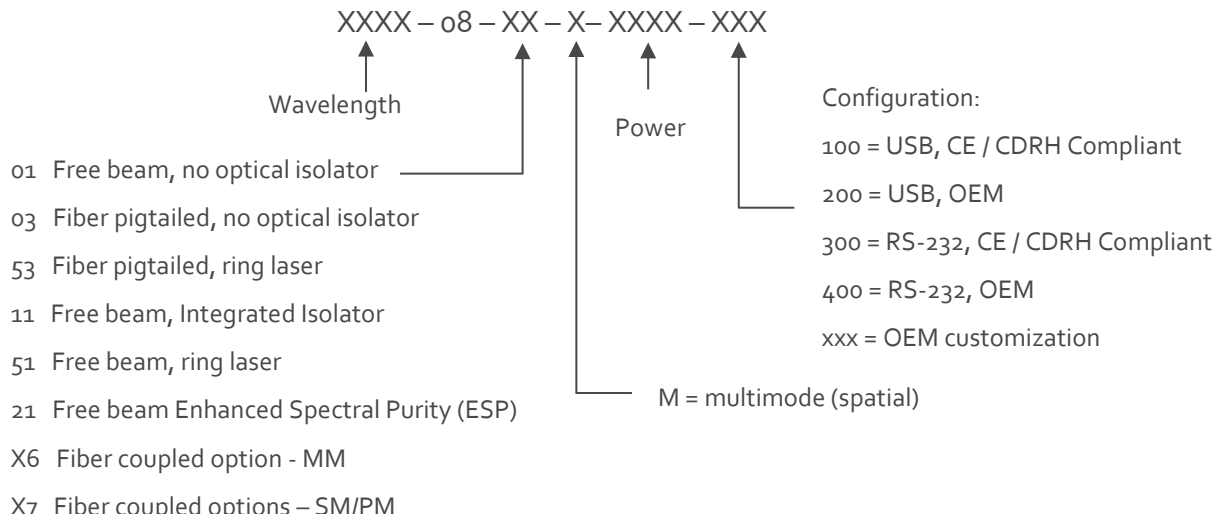 XXXX – 08 – XX – X– XXXX – XXX
Wavelength
Power
01 Free beam, no optical isolator
03 Fiber pigtailed, no optical isolator
53 Fiber pigtailed, ring laser
11 Free beam, Integrated Isolator
51 Free beam, ring laser
21 Free beam Enhanced Spectral Purity (ESP)
X6 Fiber coupled option - MM
X7 Fiber coupled options – SM/PM
M = multimode (spatial)
Configuration:
100 = USB, CE / CDRH Compliant
200 = USB, OEM
300 = RS-232, CE / CDRH Compliant
400 = RS-232, OEM
xxx = OEM customization